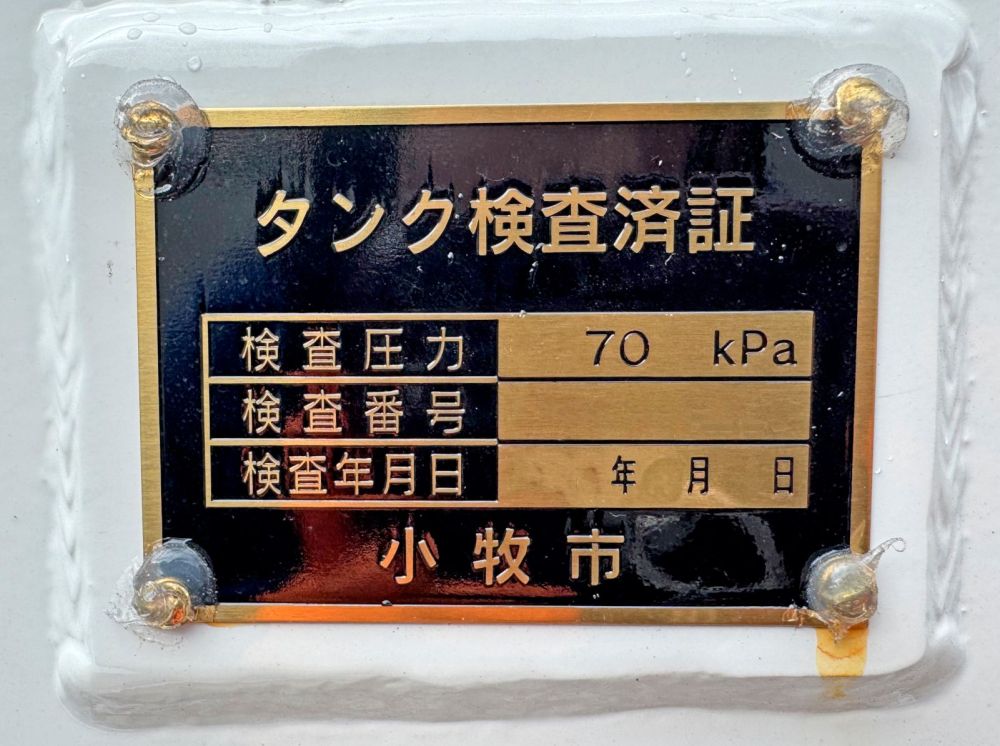 タンク検査済証
検査圧力 70 kPa
検査番号
検査年月日 年 月 日
小牧市